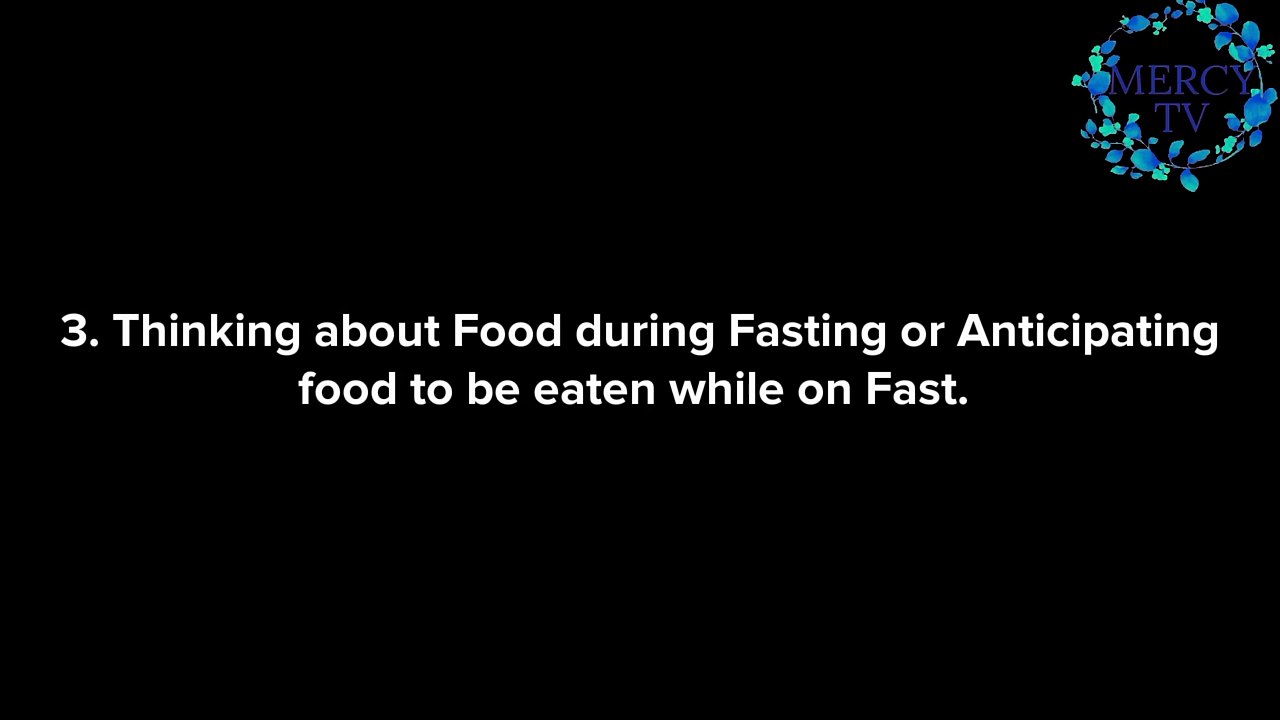 MERCY
TV
3. Thinking about Food during Fasting or Anticipating
food to be eaten while on Fast.